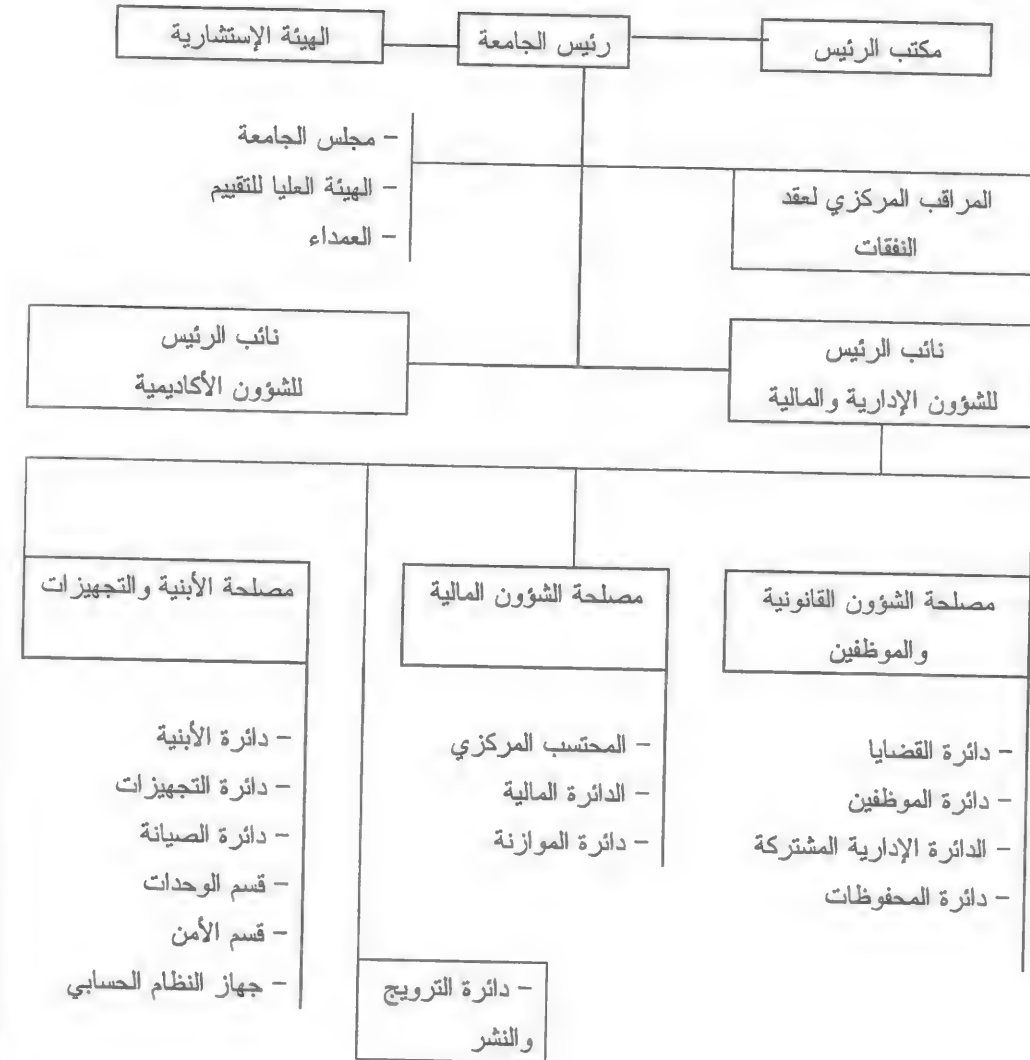 مكتب الرئيس
رئيس الجامعة
الهيئة الإستشارية
– مجلس الجامعة
– الهيئة العليا للتقييم
– العمداء
المراقب المركزي لعقد
النفقات
نائب الرئيس
للشؤون الإدارية والمالية
نائب الرئيس
للشؤون الأكاديمية
مصلحة الشؤون القانونية
والموظفين
– دائرة القضايا
– دائرة الموظفين
– الدائرة الإدارية المشتركة
– دائرة المحفوظات
مصلحة الشؤون المالية
– المحتسب المركزي
– الدائرة المالية
– دائرة الموازنة
مصلحة الأبنية والتجهيزات
– دائرة الأبنية
– دائرة التجهيزات
– دائرة الصيانة
– قسم الوحدات
– قسم الأمن
– جهاز النظام الحسابي
– دائرة الترويج
والنشر